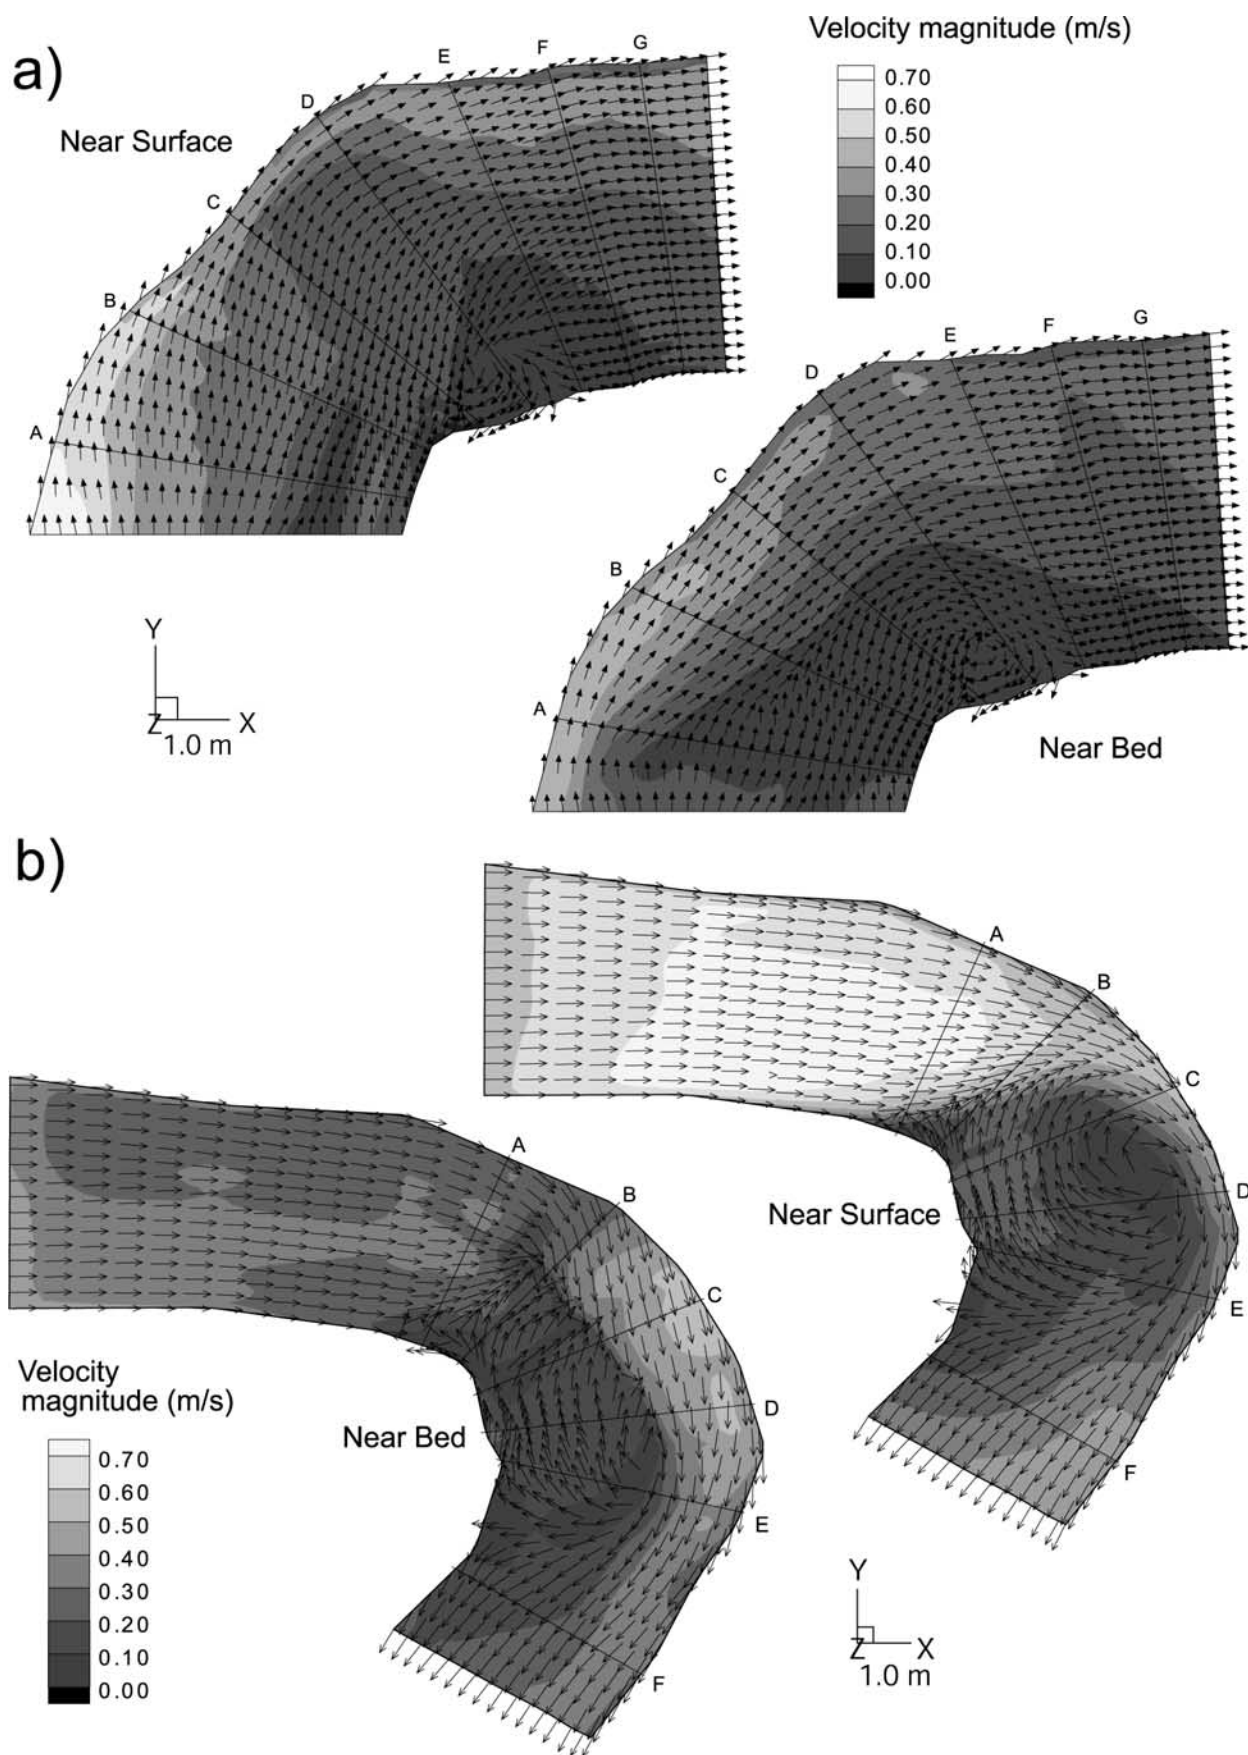 a)
Near Surface
A
B
C
D
E
F
G
Velocity magnitude (m/s)
0.70
0.60
0.50
0.40
0.30
0.20
0.10
0.00
Y
Z
X
1.0 m
A
B
C
D
E
F
G
Near Bed
b)
A
B
C
D
E
F
Near Surface
A
B
C
D
E
F
Near Bed
Velocity
magnitude (m/s)
0.70
0.60
0.50
0.40
0.30
0.20
0.10
0.00
Y
Z
X
1.0 m